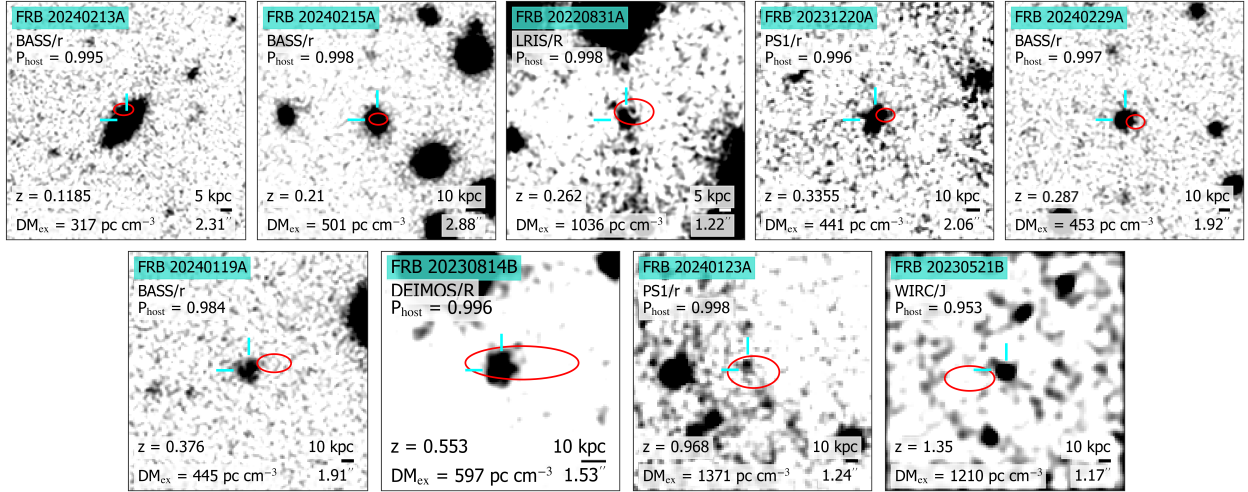 FRB 20240213A
BASS/r
P_host = 0.995
z = 0.1185
5 kpc
DM_ex = 317 pc cm⁻³
2.31′′
FRB 20240215A
BASS/r
P_host = 0.998
z = 0.21
10 kpc
DM_ex = 501 pc cm⁻³
2.88′′
FRB 20220831A
LRIS/R
P_host = 0.998
z = 0.262
5 kpc
DM_ex = 1036 pc cm⁻³
1.22′′
FRB 20231220A
PS1/r
P_host = 0.996
z = 0.3355
10 kpc
DM_ex = 441 pc cm⁻³
2.06′′
FRB 20240229A
BASS/r
P_host = 0.997
z = 0.287
10 kpc
DM_ex = 453 pc cm⁻³
1.92′′
FRB 20240119A
BASS/r
P_host = 0.984
z = 0.376
10 kpc
DM_ex = 445 pc cm⁻³
1.91′′
FRB 20230814B
DEIMOS/R
P_host = 0.996
z = 0.553
10 kpc
DM_ex = 597 pc cm⁻³
1.53′′
FRB 20240123A
PS1/r
P_host = 0.998
z = 0.968
10 kpc
DM_ex = 1371 pc cm⁻³
1.24′′
FRB 20230521B
WIRC/J
P_host = 0.953
z = 1.35
10 kpc
DM_ex = 1210 pc cm⁻³
1.17′′